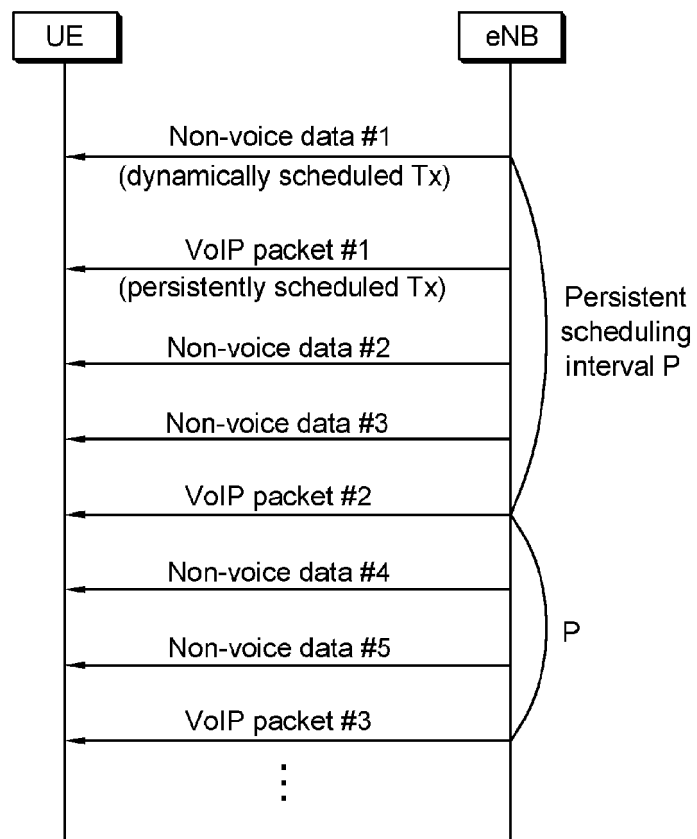 UE
eNB
Non-voice data #1
(dynamically scheduled Tx)
VoIP packet #1
(persistently scheduled Tx)
Persistent
scheduling
interval P
Non-voice data #2
Non-voice data #3
VoIP packet #2
Non-voice data #4
P
Non-voice data #5
VoIP packet #3